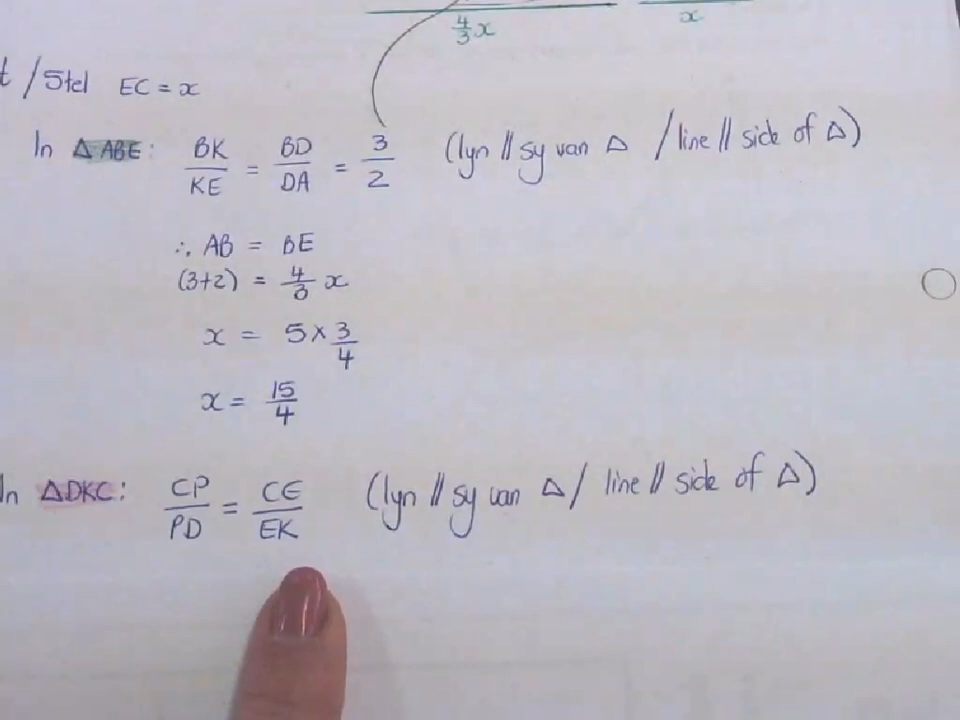 4/3 x x
t / Stel EC = x
In △ABE: BK/KE = BD/DA = 3/2 (lyn // sy van △ / line // side of △)
∴ AB = BE
(3+2) = 4/3 x
x = 5 × 3/4
x = 15/4
In △DKC: CP/PD = CE/EK (lyn // sy van △ / line // side of △)